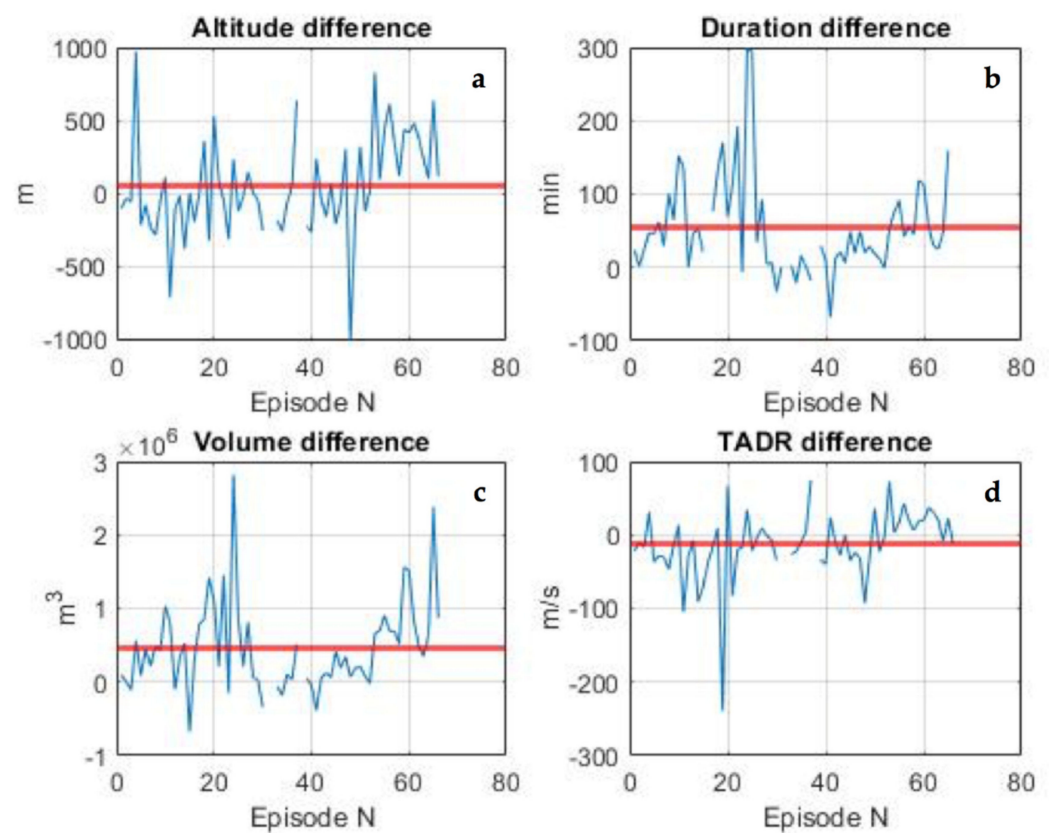 Altitude difference
a
1000
500
0
-500
-1000
m
0 20 40 60 80
Episode N
Duration difference
b
300
200
100
0
-100
min
0 20 40 60 80
Episode N
×10⁶ Volume difference
c
3
2
1
0
-1
m³
0 20 40 60 80
Episode N
TADR difference
d
100
0
-100
-200
-300
m/s
0 20 40 60 80
Episode N